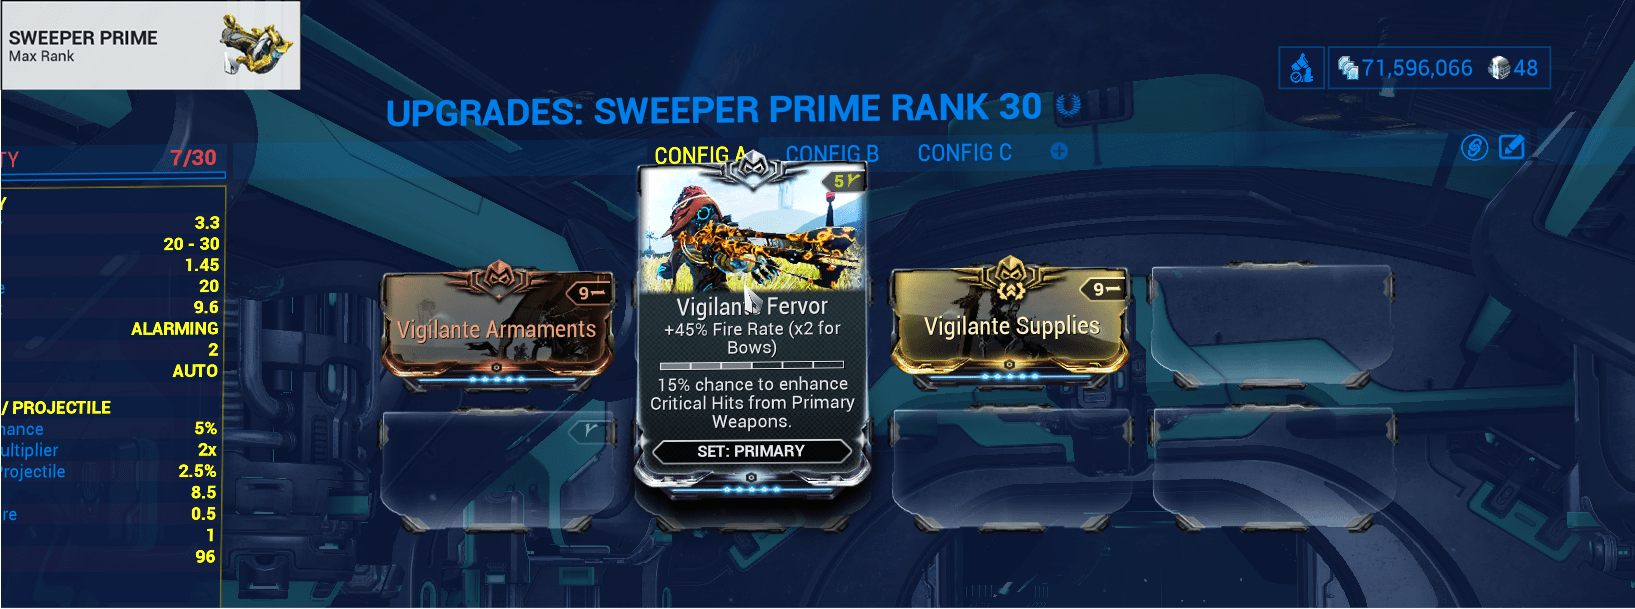 SWEEPER PRIME
Max Rank
71,596,066 48
UPGRADES: SWEEPER PRIME RANK 30
TY 7/30
CONFIG A CONFIG B CONFIG C
Y
3.3
20 - 30
1.45
e 20
9.6
ALARMING
2
AUTO
/ PROJECTILE
hance 5%
ultiplier 2x
rojectile 2.5%
8.5
re 0.5
1
96
9
Vigilante Armaments
5
Vigilante Fervor
+45% Fire Rate (x2 for
Bows)
15% chance to enhance
Critical Hits from Primary
Weapons.
SET: PRIMARY
9
Vigilante Supplies